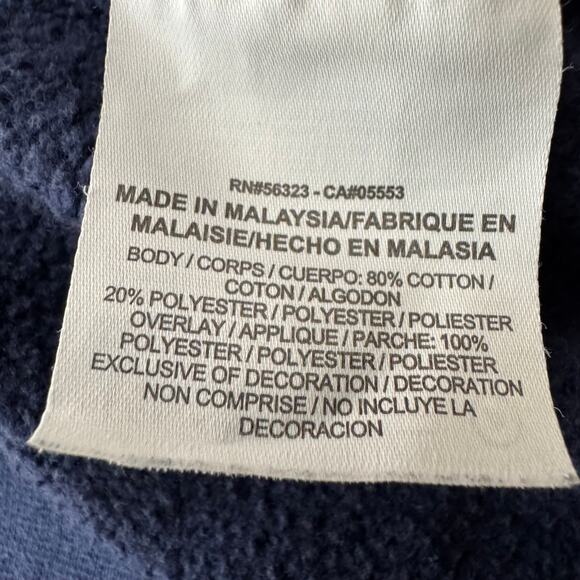 RN#56323 - CA#05553
MADE IN MALAYSIA/FABRIQUE EN
MALAISIE/HECHO EN MALASIA
BODY / CORPS / CUERPO: 80% COTTON /
COTON / ALGODON
20% POLYESTER / POLYESTER / POLIESTER
OVERLAY / APPLIQUE / PARCHE: 100%
POLYESTER / POLYESTER / POLIESTER
EXCLUSIVE OF DECORATION / DECORATION
NON COMPRISE / NO INCLUYE LA
DECORACION